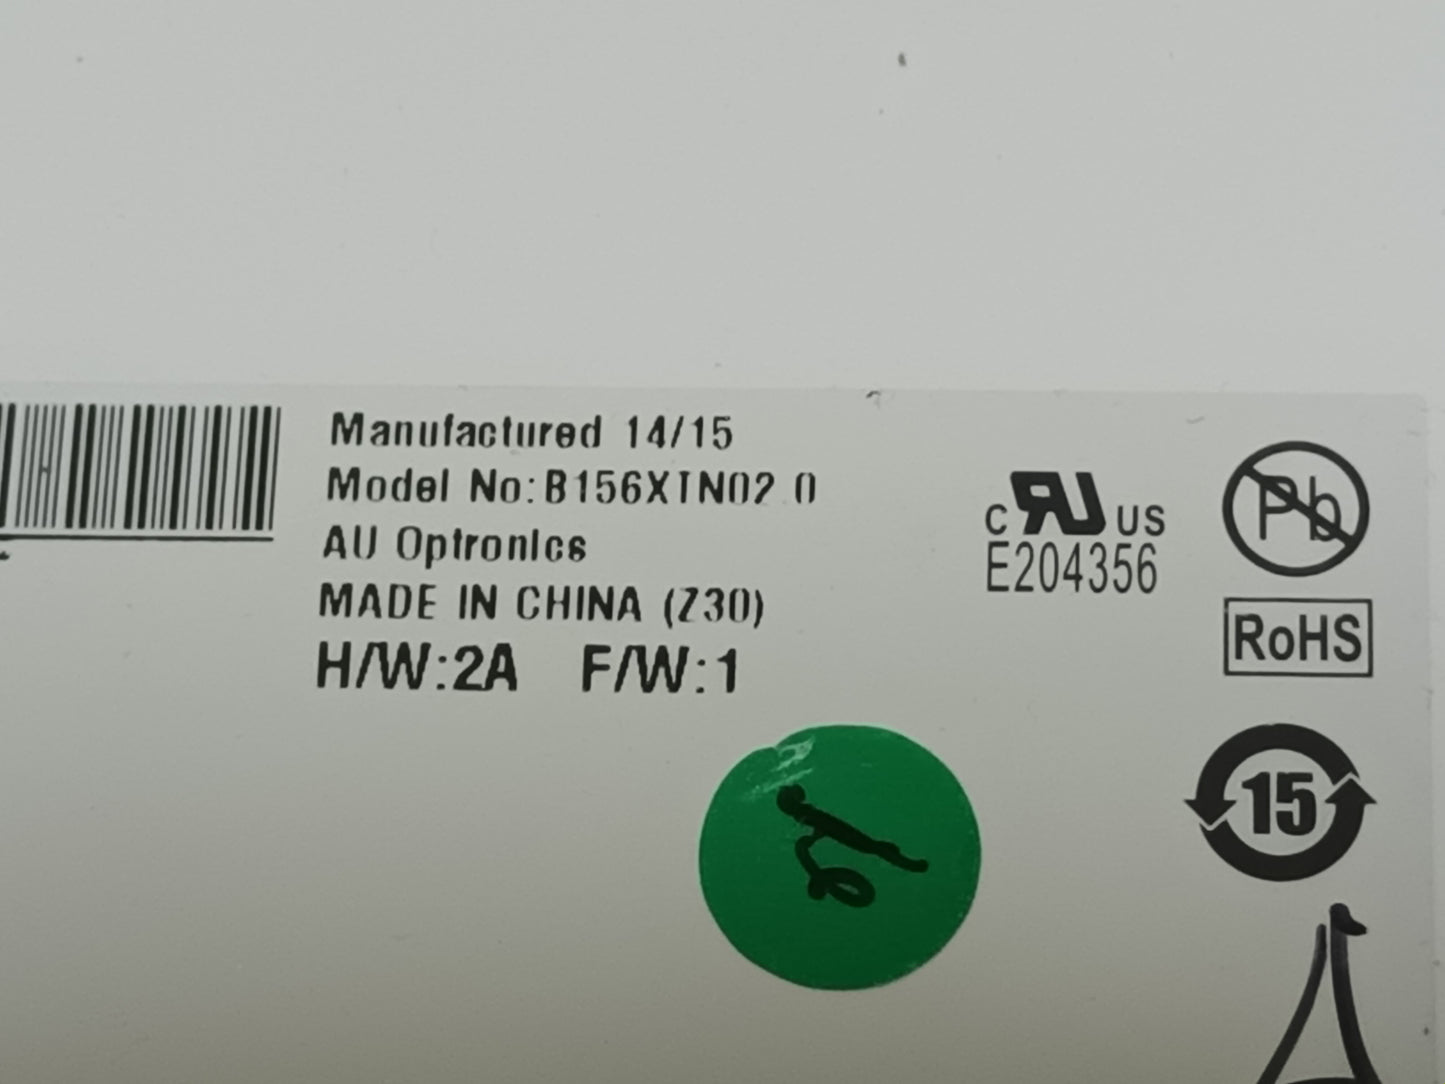 Manufactured 14/15
Model No:B156XTN02.0
AU Optronics
MADE IN CHINA (Z30)
H/W:2A F/W:1
c RU US
E204356
Pb
RoHS
15